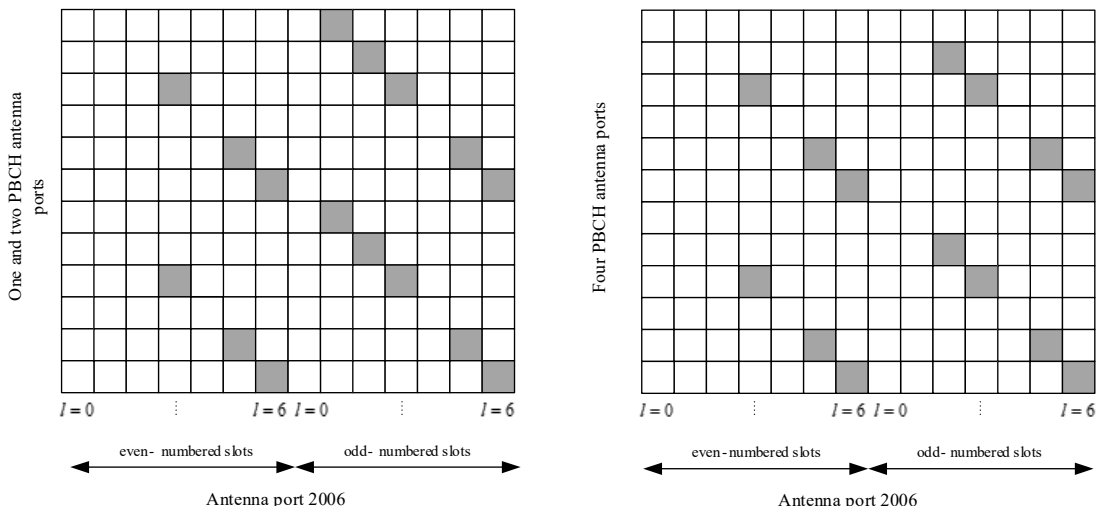 One and two PBCH antenna
ports
l = 0
⋮
l = 6
l = 0
⋮
l = 6
even- numbered slots
odd- numbered slots
Antenna port 2006
Four PBCH antenna ports
l = 0
⋮
l = 6
l = 0
⋮
l = 6
even-numbered slots
odd- numbered slots
Antenna port 2006